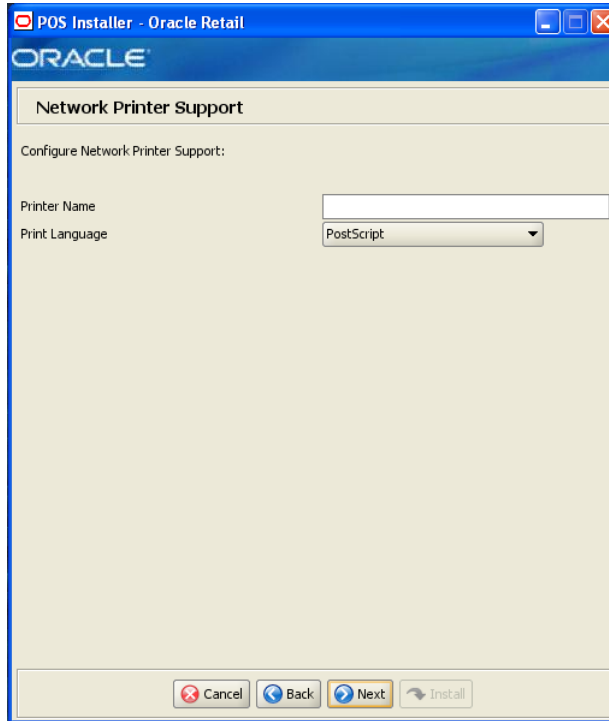 POS Installer - Oracle Retail
ORACLE
Network Printer Support
Configure Network Printer Support:
Printer Name
Print Language PostScript
Cancel Back Next Install